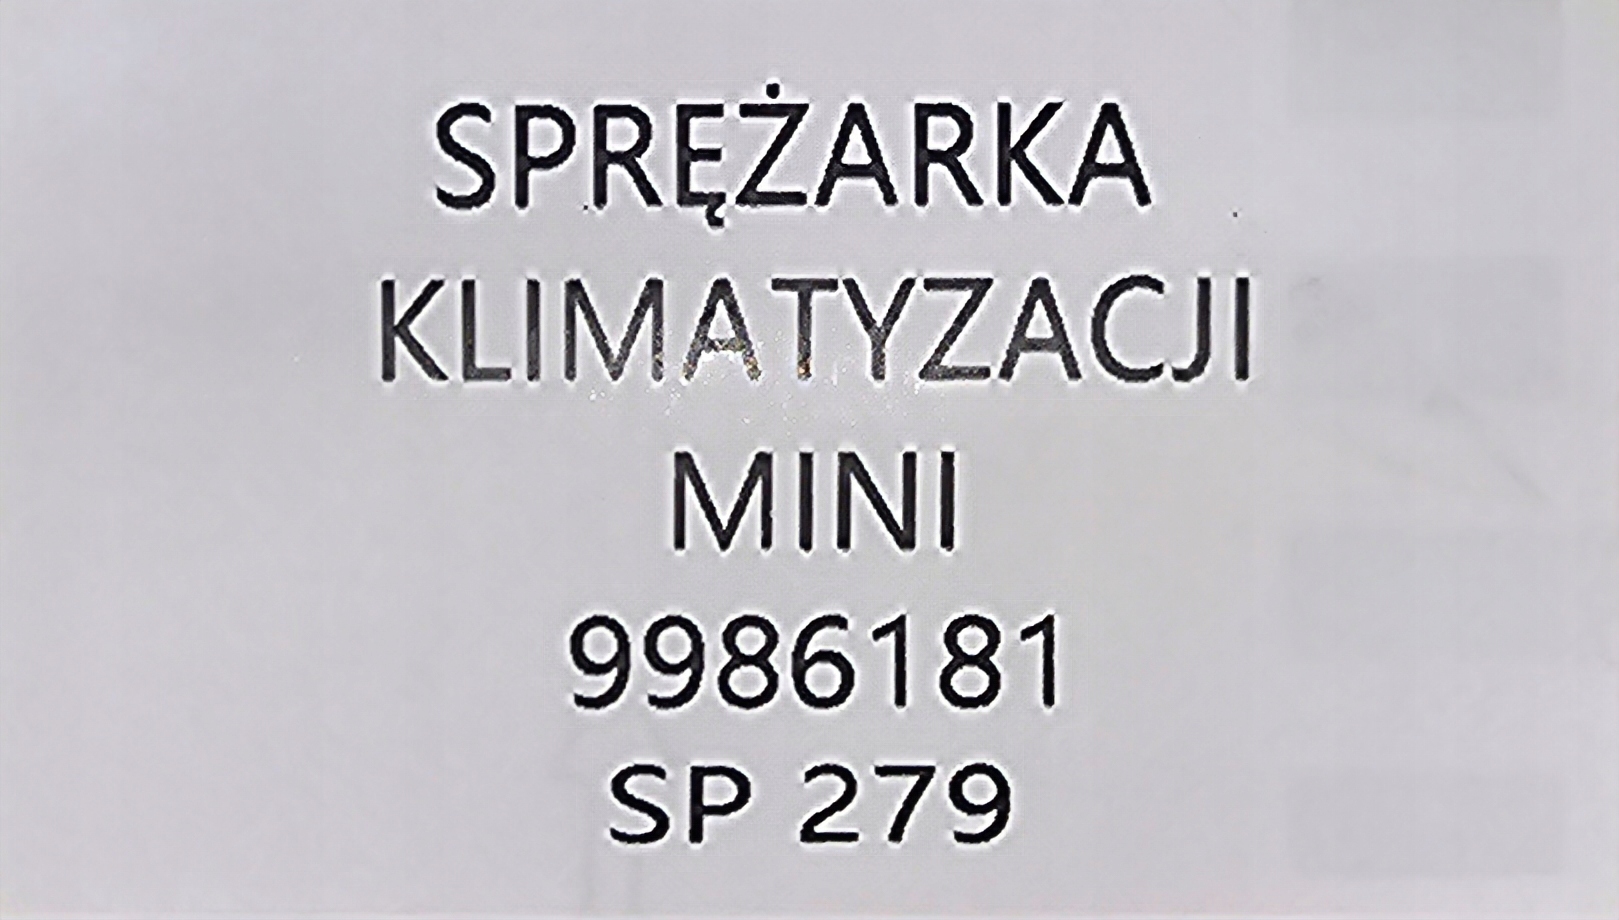 SPRĘŻARKA
KLIMATYZACJI
MINI
9986181
SP 279